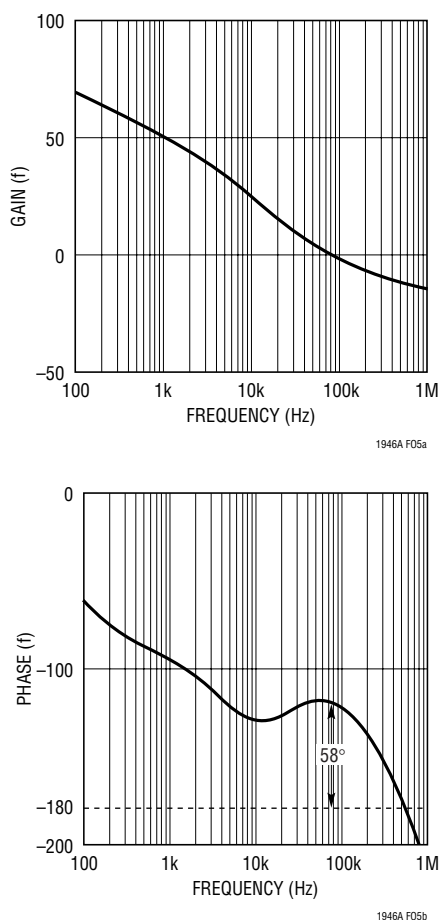 100
50
0
–50
GAIN (f)
100 1k 10k 100k 1M
FREQUENCY (Hz)
1946A F05a
0
–100
–180
–200
PHASE (f)
58°
100 1k 10k 100k 1M
FREQUENCY (Hz)
1946A F05b